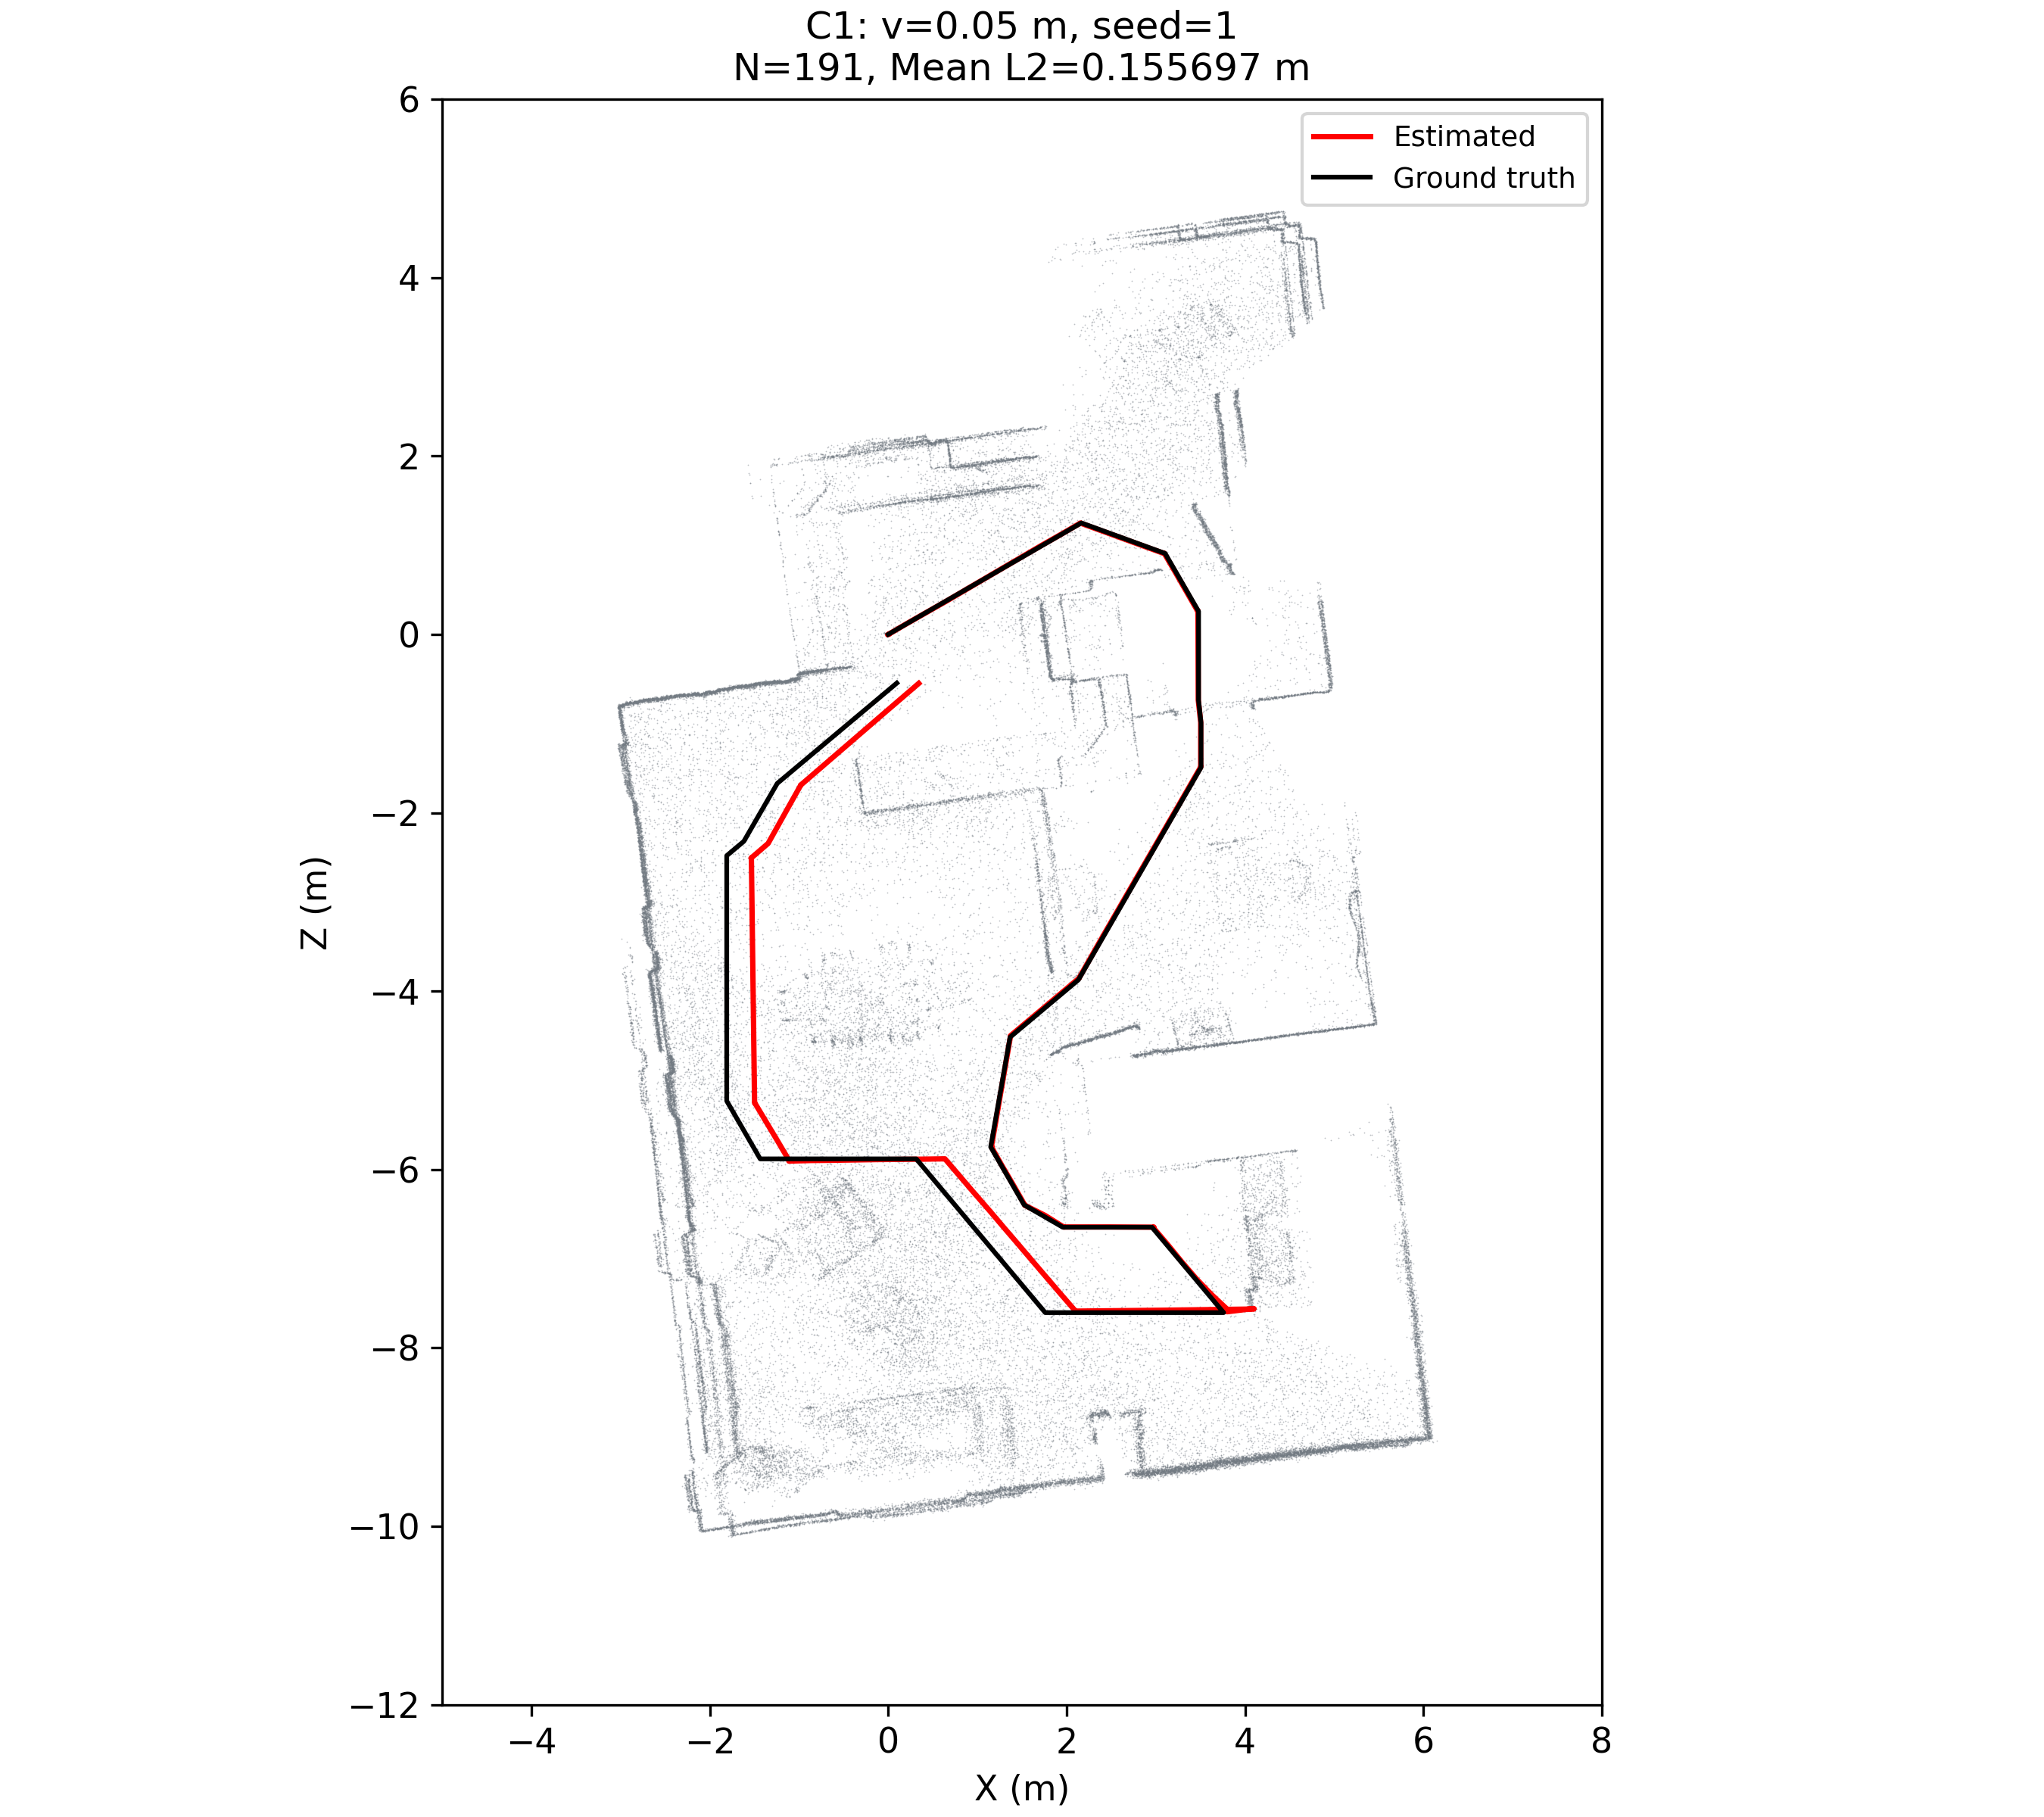 C1: v=0.05 m, seed=1
N=191, Mean L2=0.155697 m
Estimated
Ground truth
6
4
2
0
−2
−4
−6
−8
−10
−12
Z (m)
−4
−2
0
2
4
6
8
X (m)